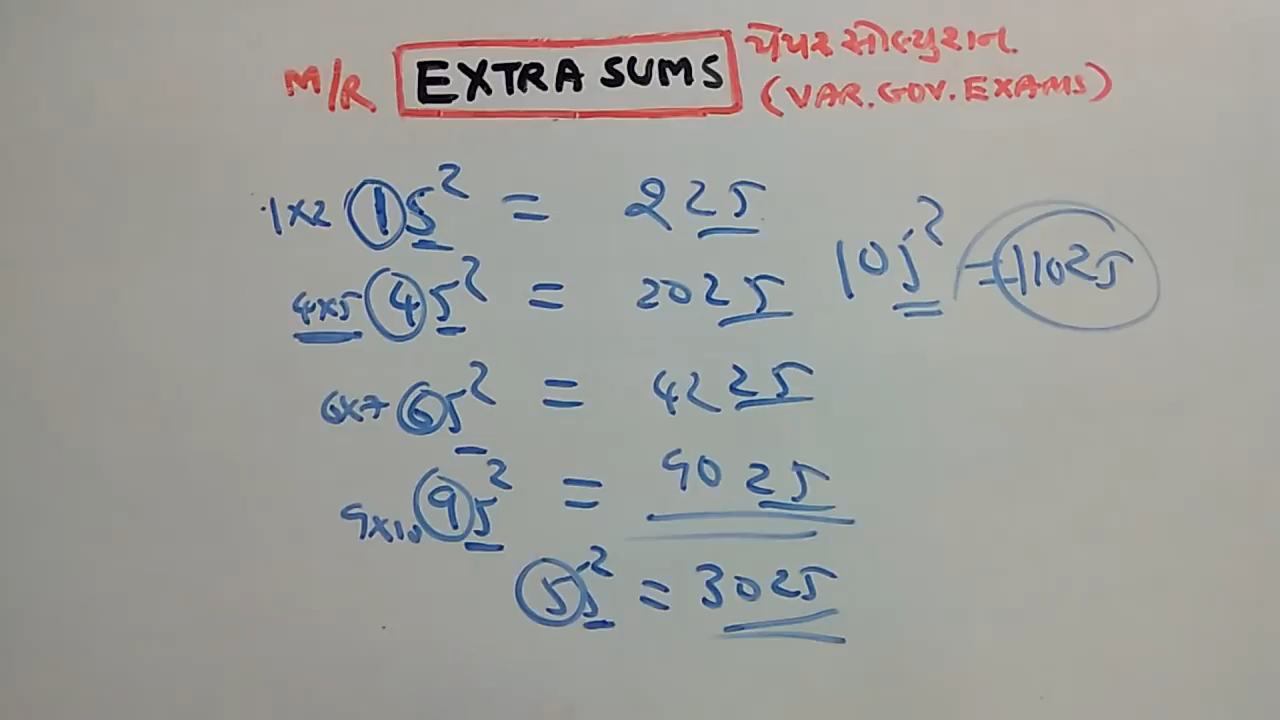 M/R EXTRA SUMS પેપર સોલ્યુશન
(VAR. GOV. EXAMS)
1x2 15² = 225
4x5 45² = 2025
105² = 11025
6x7 65² = 4225
9x10 95² = 9025
55² = 3025